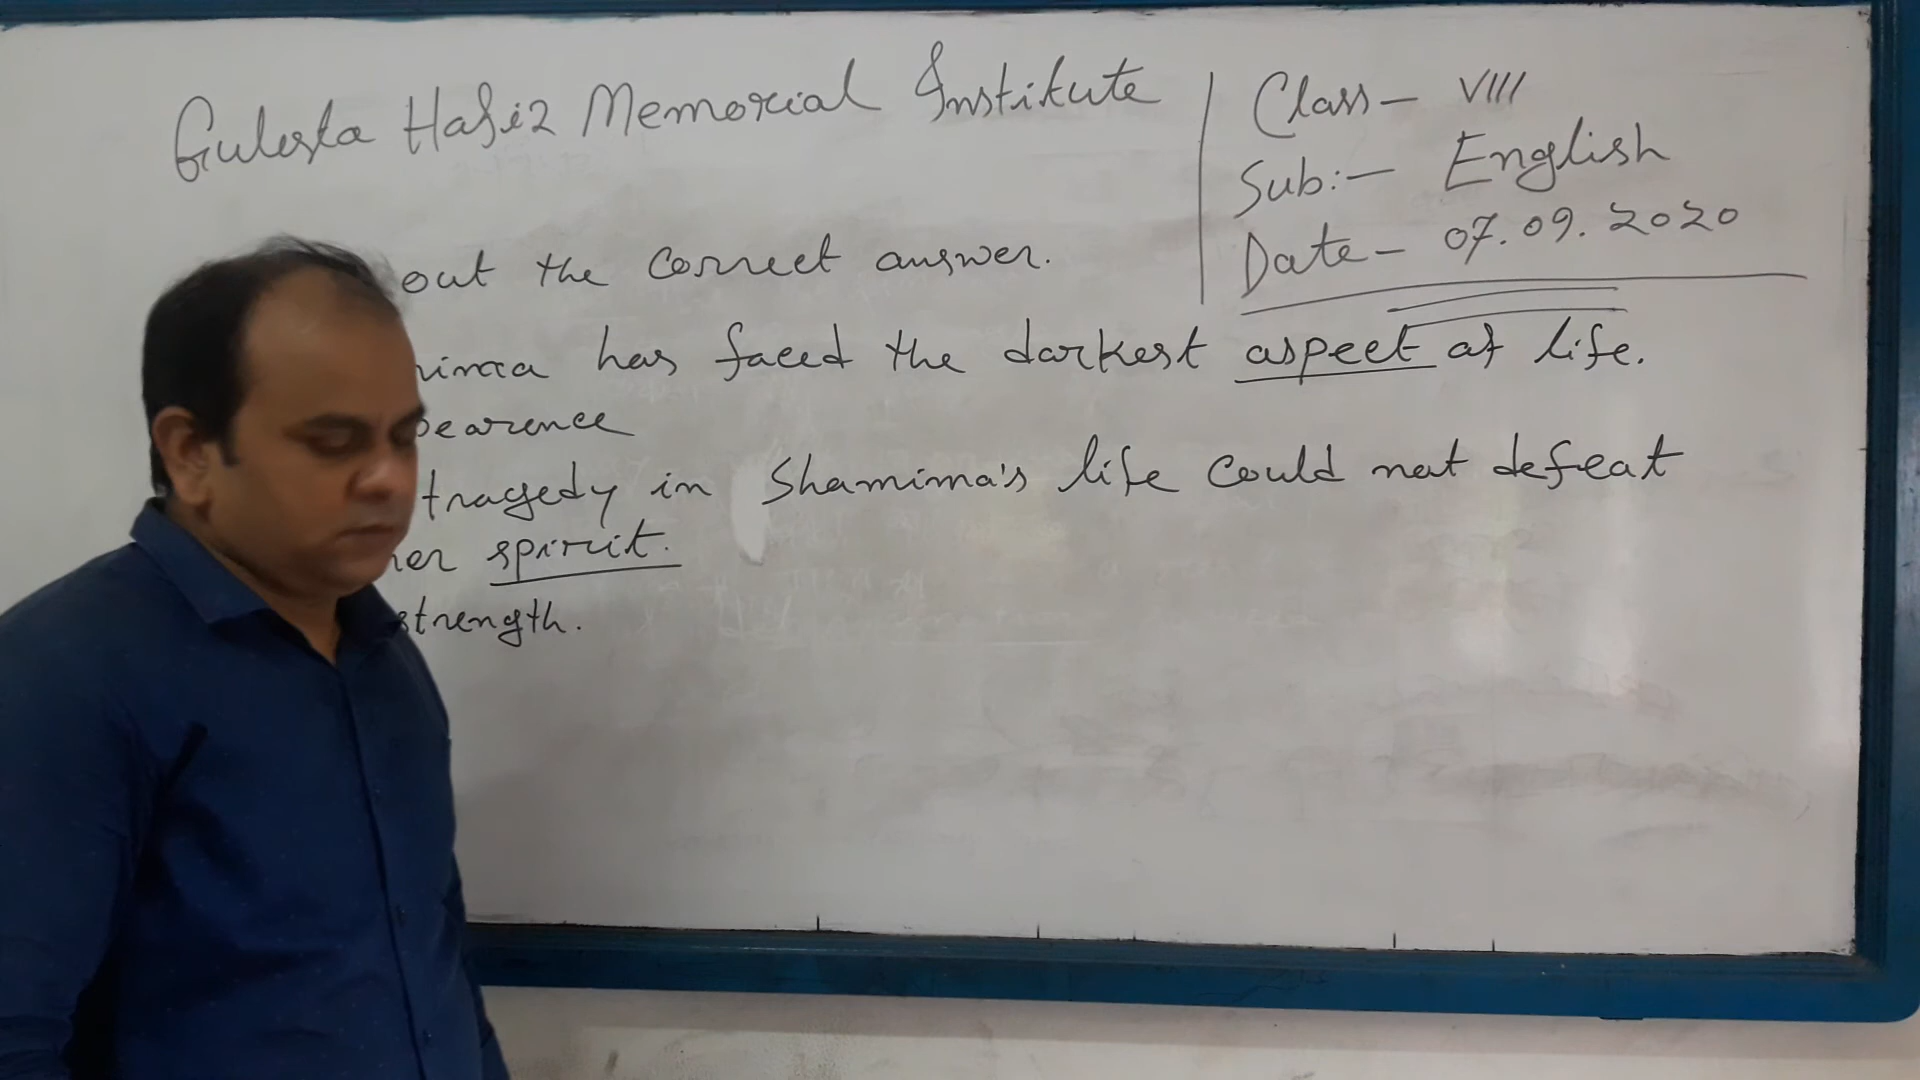 Gulesta Hafiz Memorial Institute
Class- VIII
Sub:- English
Date- 07.09.2020
out the correct answer.
has faced the darkest aspect of life.
tragedy in Shamima's life could not defeat
spirit.
strength.